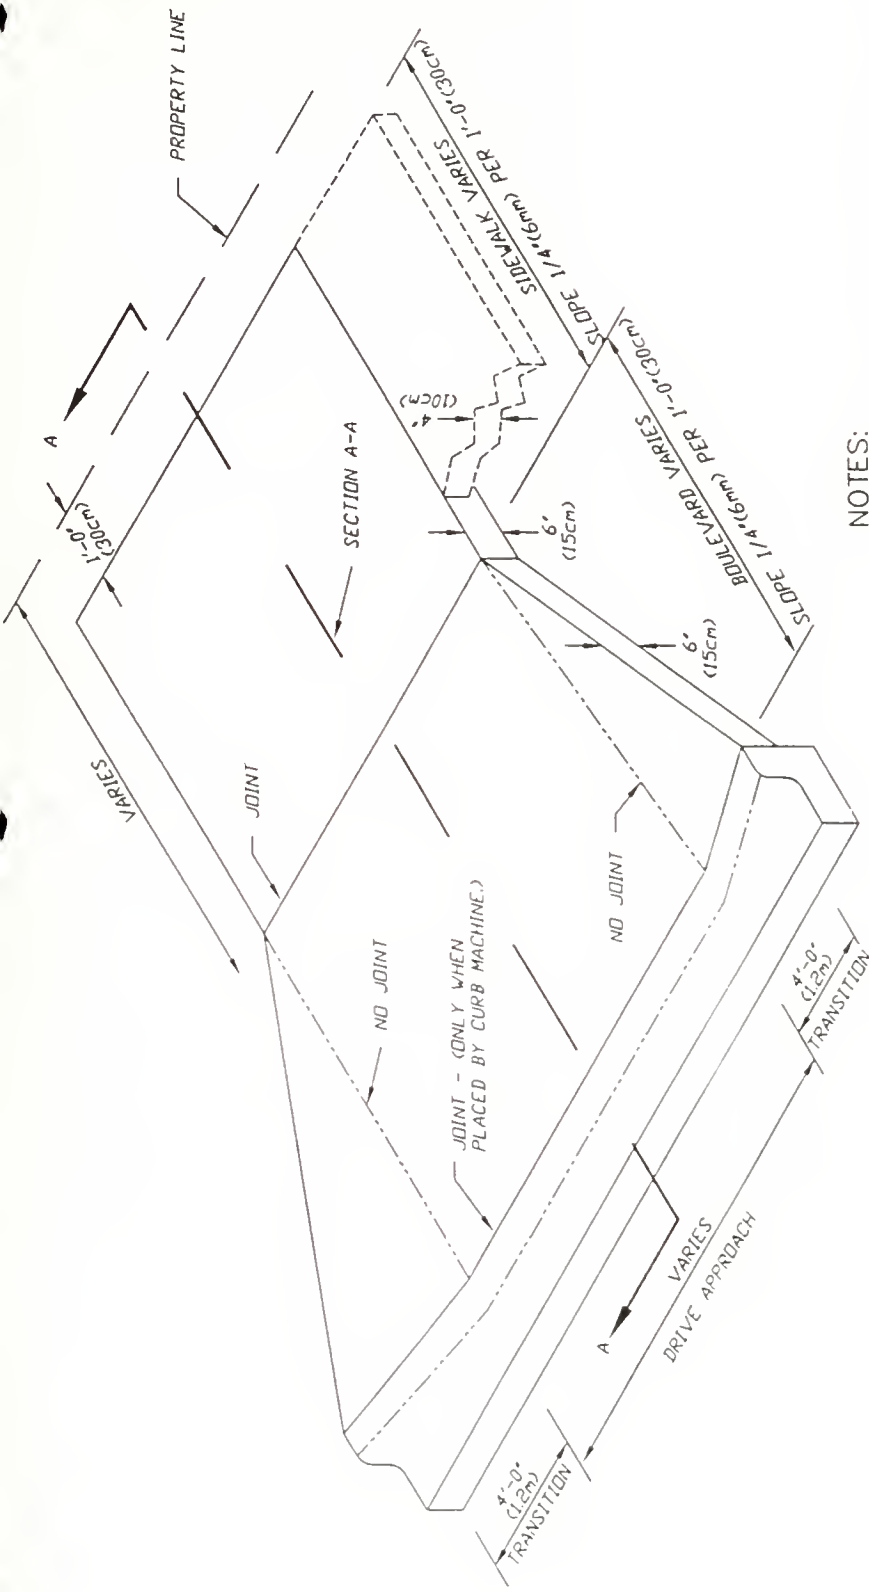 PROPERTY LINE
A
1'-0"
(30cm)
VARIES
SECTION A-A
4"
(10cm)
SIDEWALK VARIES
SLOPE 1/4"(6mm) PER 1'-0"(30cm)
6"
(15cm)
BOULEVARD VARIES
SLOPE 1/4"(6mm) PER 1'-0"(30cm)
6"
(15cm)
JOINT
NO JOINT
NO JOINT
JOINT - (ONLY WHEN
PLACED BY CURB MACHINE.)
4'-0"
(1.2m)
TRANSITION
A
VARIES
DRIVE APPROACH
4'-0"
(1.2m)
TRANSITION
NOTES: